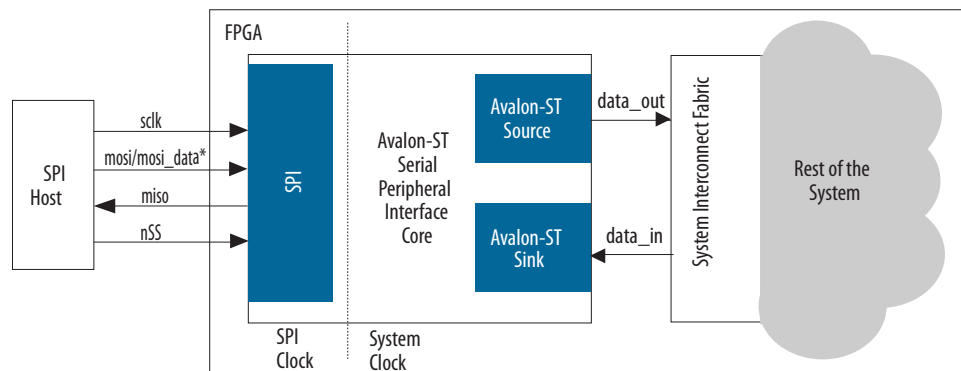 FPGA
SPI
Host
sclk
mosi/mosi_data*
miso
nSS
SPI
Avalon-ST
Serial
Peripheral
Interface
Core
Avalon-ST
Source
Avalon-ST
Sink
data_out
data_in
System Interconnect Fabric
Rest of the
System
SPI
Clock
System
Clock